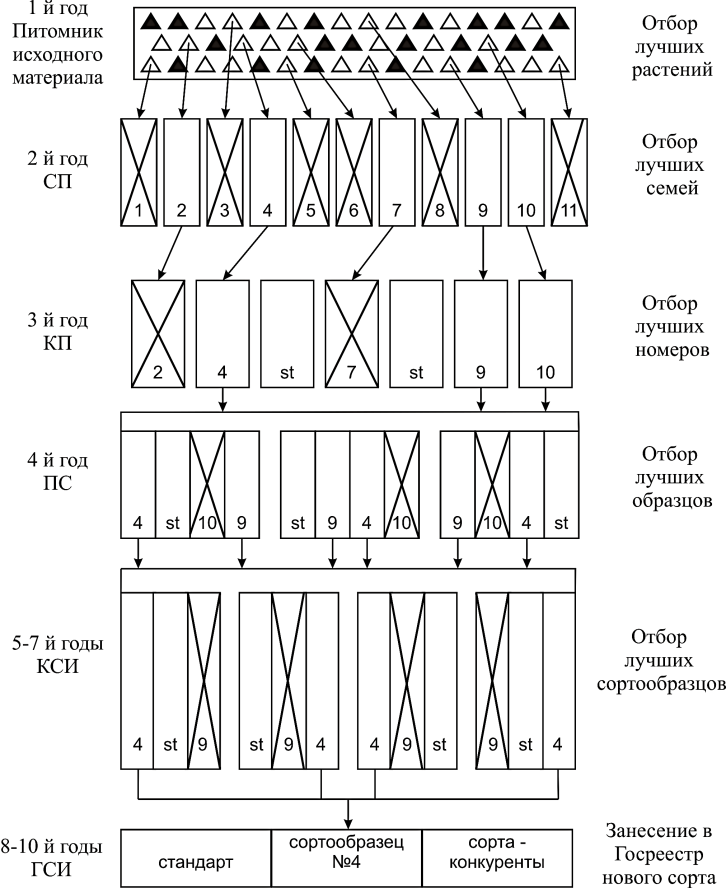 1 й год
Питомник
исходного
материала
Отбор
лучших
растений
2 й год
СП
1 2 3 4 5 6 7 8 9 10 11
Отбор
лучших
семей
3 й год
КП
2 4 st 7 st 9 10
Отбор
лучших
номеров
4 й год
ПС
4 st 10 9 st 9 4 10 9 10 4 st
Отбор
лучших
образцов
5-7 й годы
КСИ
4 st 9 st 9 4 4 9 st 9 st 4
Отбор
лучших
сортообразцов
8-10 й годы
ГСИ
стандарт
сортообразец
№4
сорта -
конкуренты
Занесение в
Госреестр
нового сорта